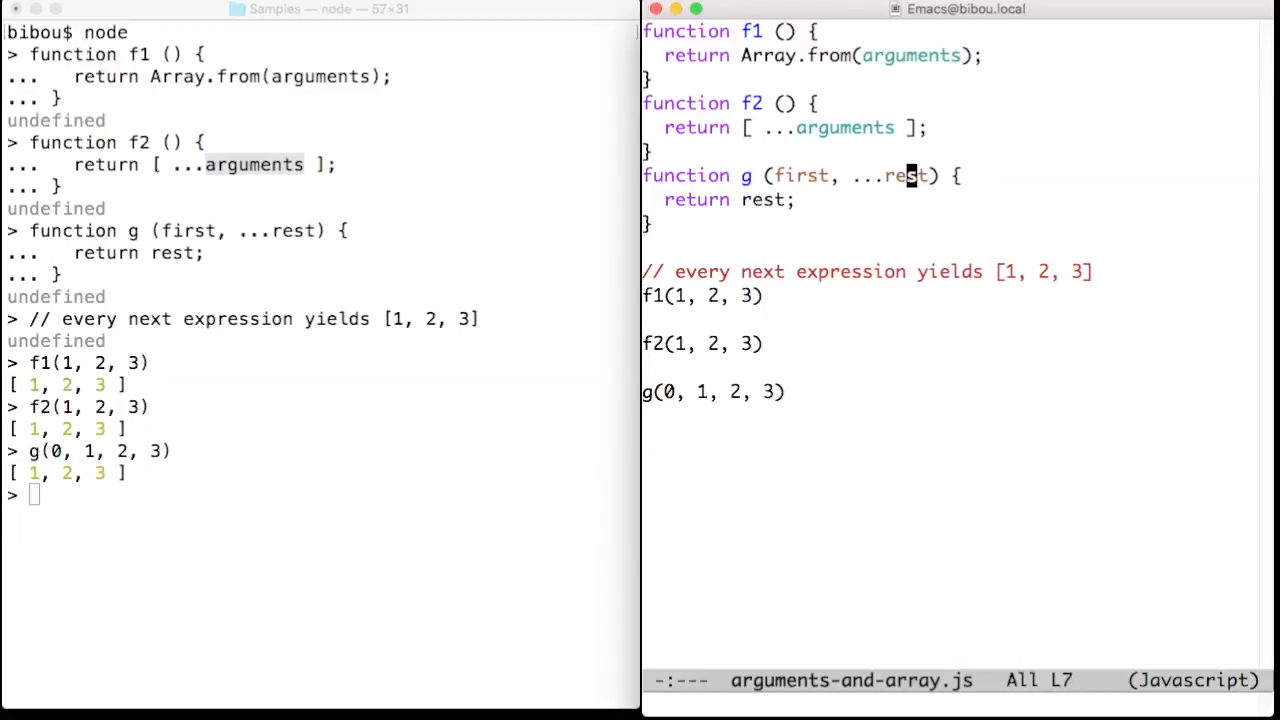 Samples — node — 57×31
bibou$ node
> function f1 () {
...   return Array.from(arguments);
... }
undefined
> function f2 () {
...   return [ ...arguments ];
... }
undefined
> function g (first, ...rest) {
...   return rest;
... }
undefined
> // every next expression yields [1, 2, 3]
undefined
> f1(1, 2, 3)
[ 1, 2, 3 ]
> f2(1, 2, 3)
[ 1, 2, 3 ]
> g(0, 1, 2, 3)
[ 1, 2, 3 ]
>
Emacs@bibou.local
function f1 () {
  return Array.from(arguments);
}
function f2 () {
  return [ ...arguments ];
}
function g (first, ...rest) {
  return rest;
}
// every next expression yields [1, 2, 3]
f1(1, 2, 3)
f2(1, 2, 3)
g(0, 1, 2, 3)
-:---  arguments-and-array.js   All L7     (Javascript)